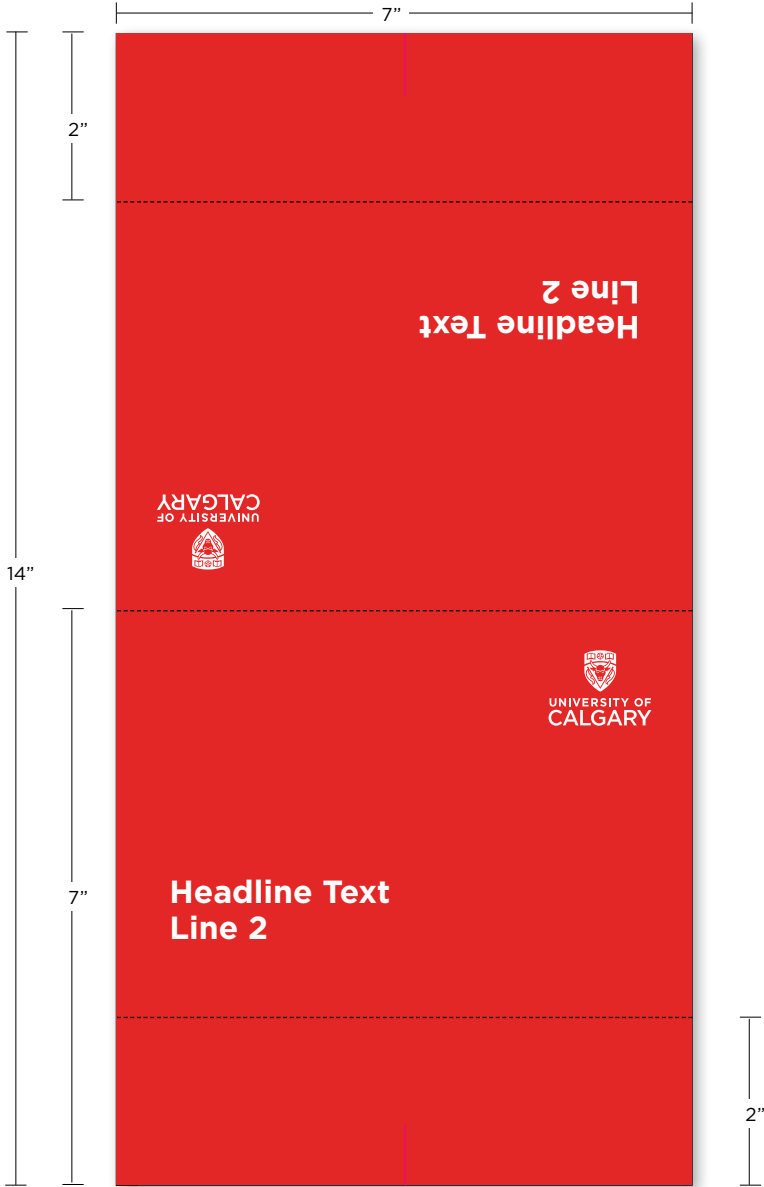 7”
2”
Line 2
Headline Text
CALGARY
UNIVERSITY OF
14”
UNIVERSITY OF
CALGARY
7”
Headline Text
Line 2
2”